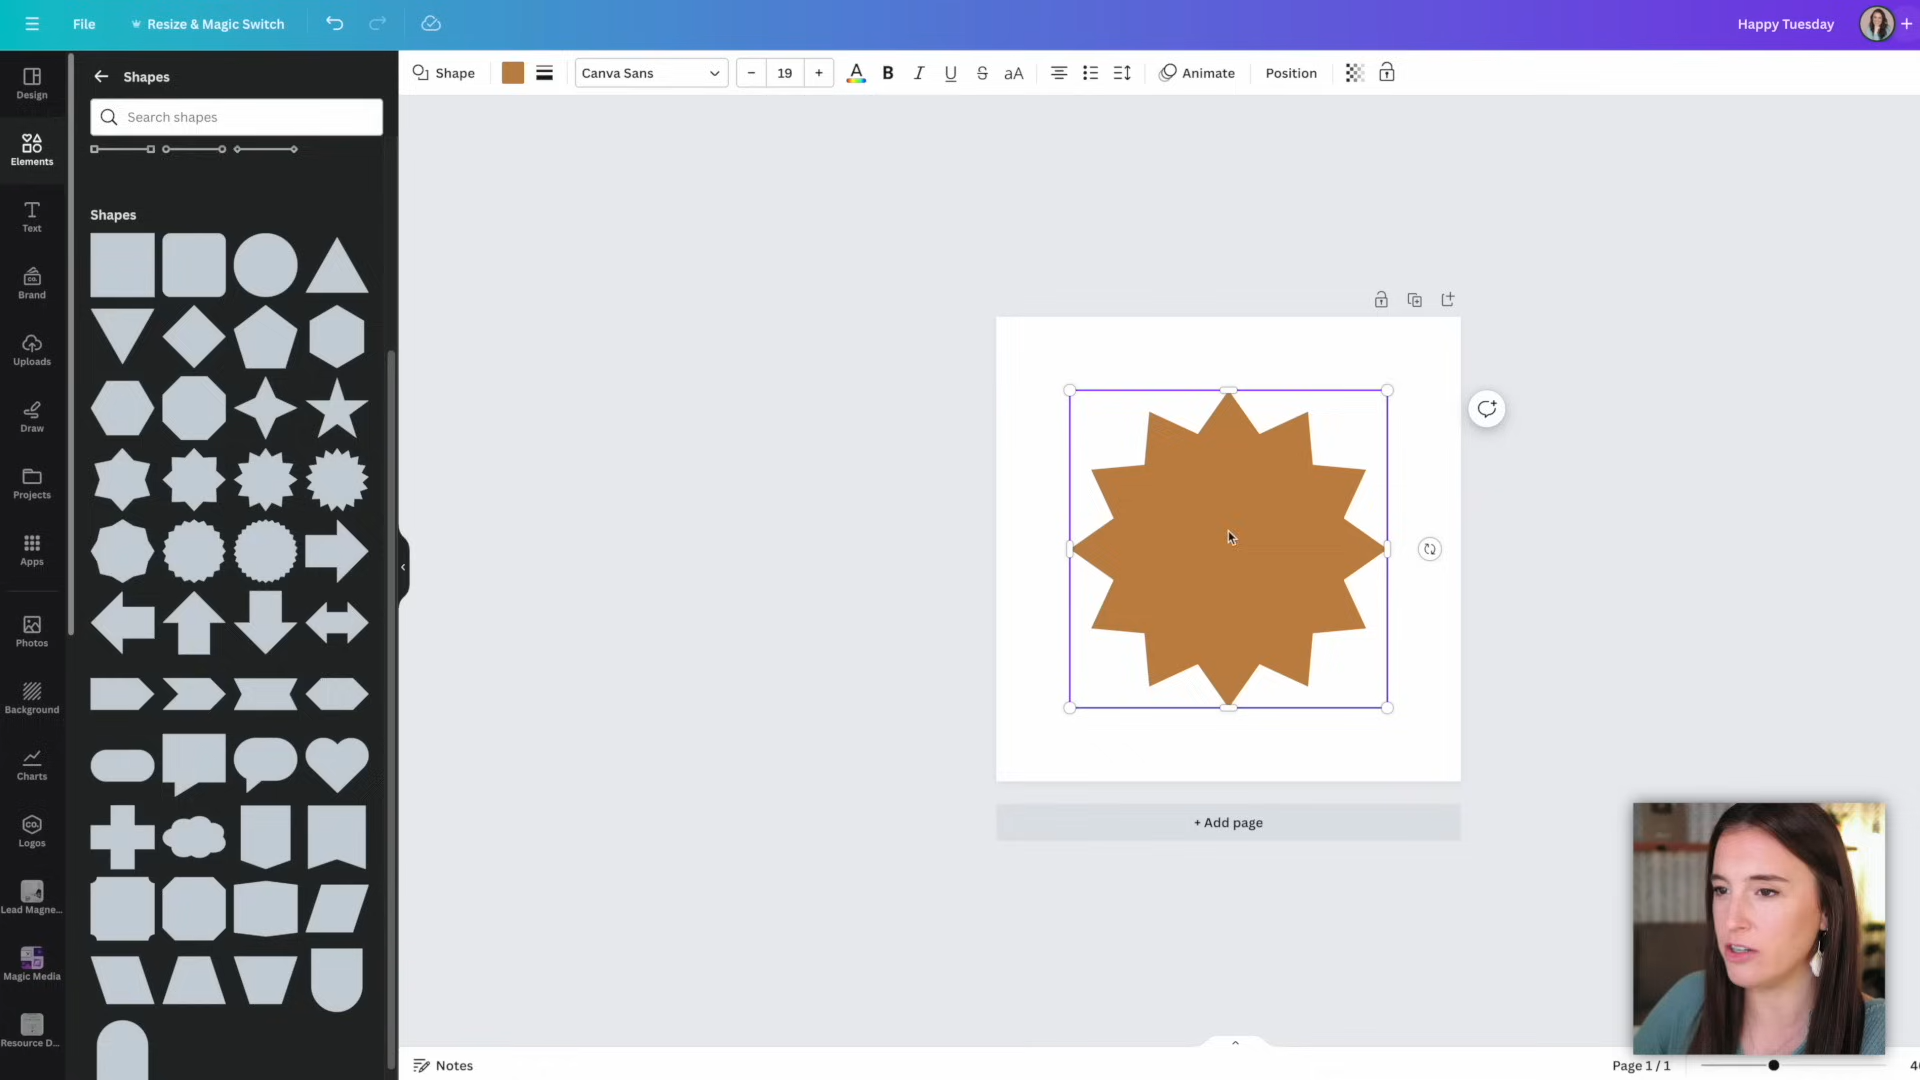 File
Resize & Magic Switch
Happy Tuesday
Design
Elements
Text
Brand
Uploads
Draw
Projects
Apps
Photos
Background
Charts
Logos
Lead Magne...
Magic Media
Resource D...
Shapes
Search shapes
Shapes
Shape
Canva Sans
19
A
B
I
U
S
aA
Animate
Position
+ Add page
Notes
Page 1 / 1